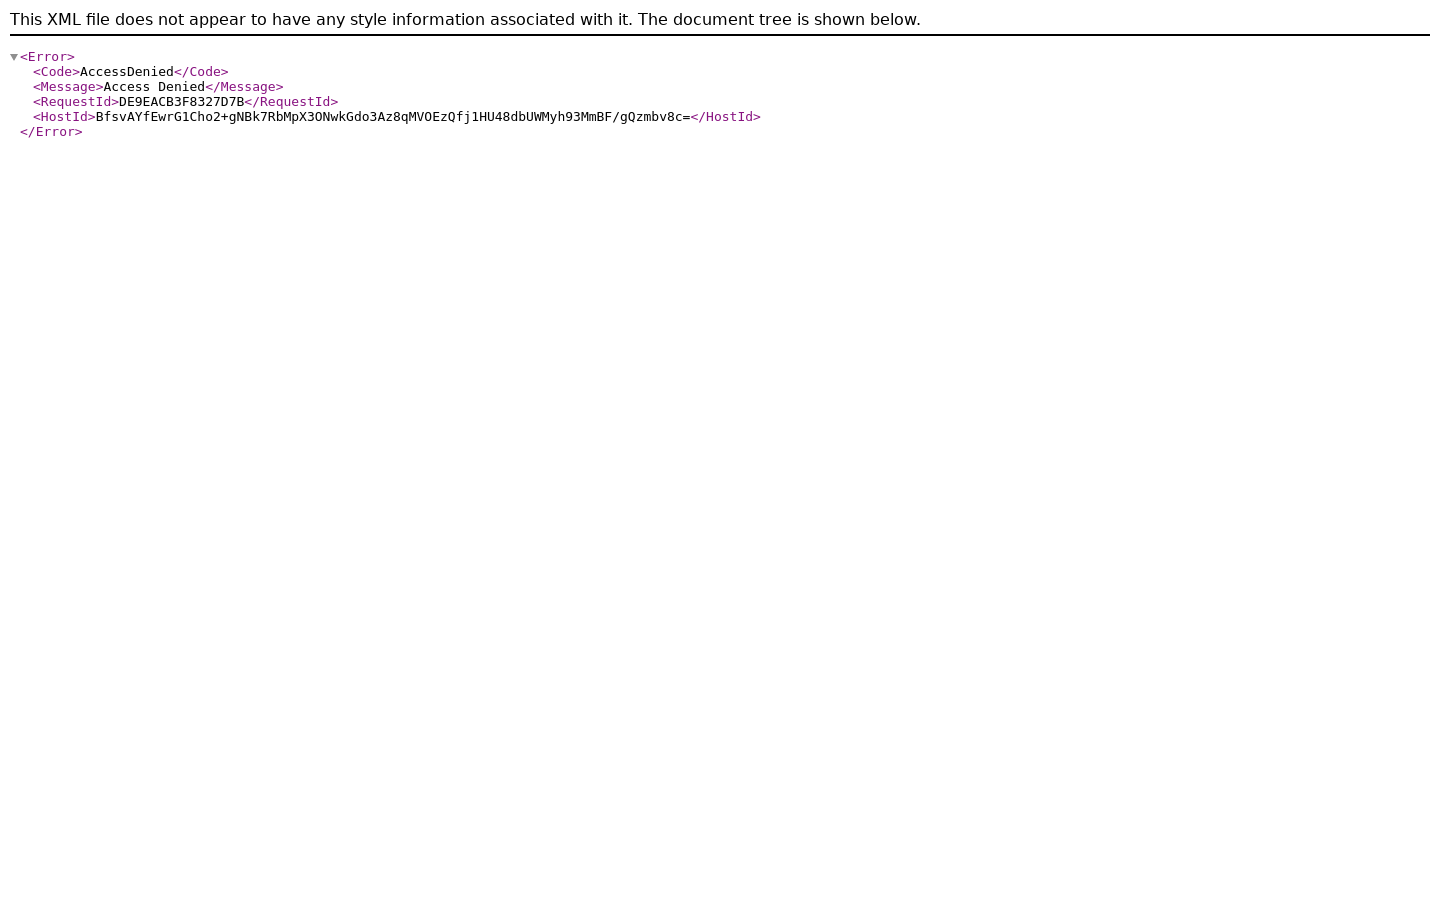 This XML file does not appear to have any style information associated with it. The document tree is shown below.
<Error>
<Code>AccessDenied</Code>
<Message>Access Denied</Message>
<RequestId>DE9EACB3F8327D7B</RequestId>
<HostId>BfsvAYfEwrG1Cho2+gNBk7RbMpX3ONwkGdo3Az8qMVOEzQfj1HU48dbUWMyh93MmBF/gQzmbv8c=</HostId>
</Error>